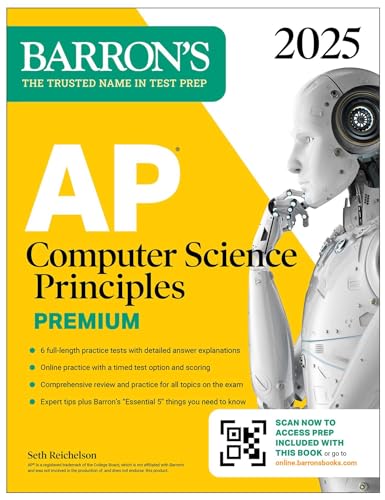 BARRON'S
THE TRUSTED NAME IN TEST PREP
2025
AP®
Computer Science
Principles
PREMIUM
• 6 full-length practice tests with detailed answer explanations
• Online practice with a timed test option and scoring
• Comprehensive review and practice for all topics on the exam
• Expert tips plus Barron's "Essential 5" things you need to know
Seth Reichelson
AP® is a registered trademark of the College Board, which is not affiliated with Barron's
and was not involved in the production of, and does not endorse, this product.
SCAN NOW TO
ACCESS PREP
INCLUDED WITH
THIS BOOK or go to
online.barronsbooks.com